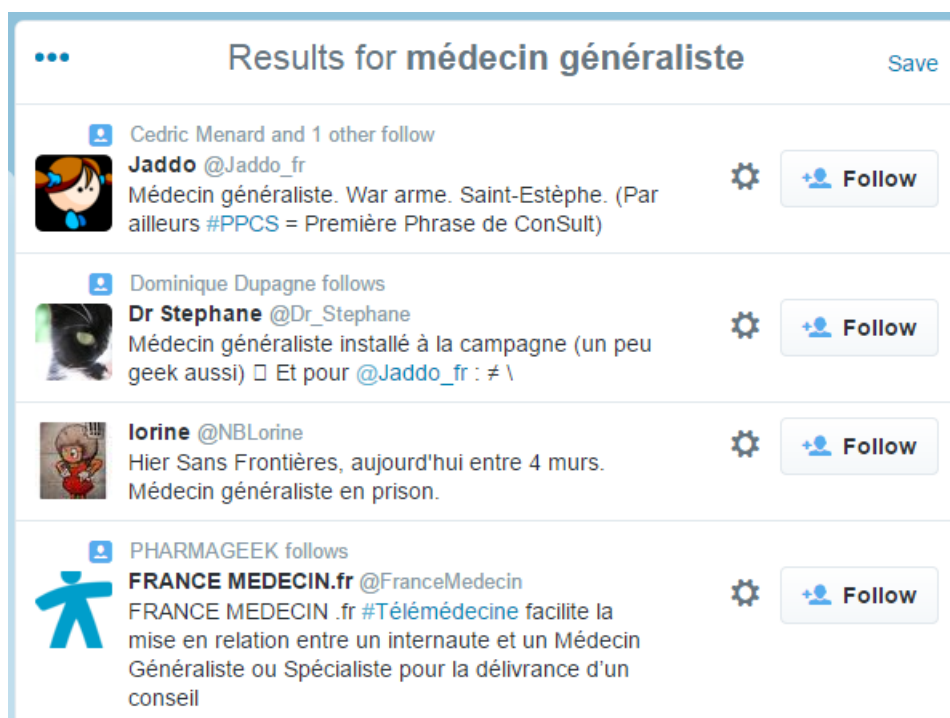 Results for médecin généraliste
Save
Cedric Menard and 1 other follow
Jaddo @Jaddo_fr
Médecin généraliste. War arme. Saint-Estèphe. (Par
ailleurs #PPCS = Première Phrase de ConSult)
Follow
Dominique Dupagne follows
Dr Stephane @Dr_Stephane
Médecin généraliste installé à la campagne (un peu
geek aussi) □ Et pour @Jaddo_fr : ≠ \
Follow
lorine @NBLorine
Hier Sans Frontières, aujourd'hui entre 4 murs.
Médecin généraliste en prison.
Follow
PHARMAGEEK follows
FRANCE MEDECIN.fr @FranceMedecin
FRANCE MEDECIN .fr #Télémédecine facilite la
mise en relation entre un internaute et un Médecin
Généraliste ou Spécialiste pour la délivrance d’un
conseil
Follow